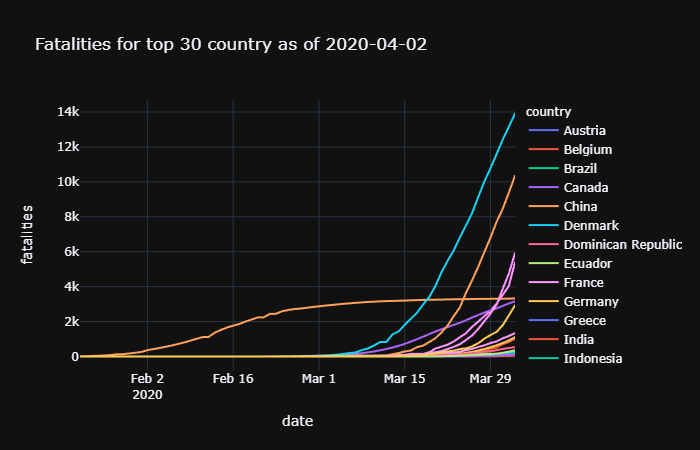 Fatalities for top 30 country as of 2020-04-02
fatalities
14k
12k
10k
8k
6k
4k
2k
0
Feb 2
2020
Feb 16
Mar 1
Mar 15
Mar 29
date
country
Austria
Belgium
Brazil
Canada
China
Denmark
Dominican Republic
Ecuador
France
Germany
Greece
India
Indonesia